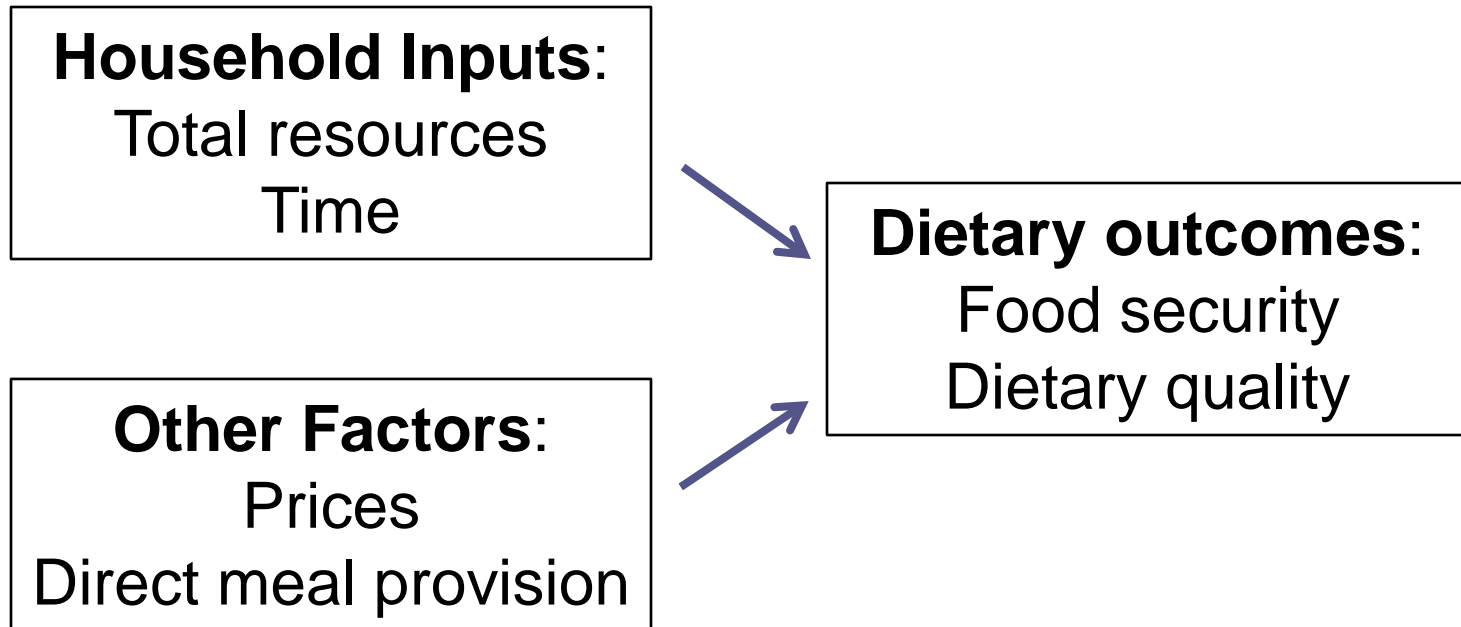 Household Inputs:
Total resources
Time
Dietary outcomes:
Food security
Dietary quality
Other Factors:
Prices
Direct meal provision